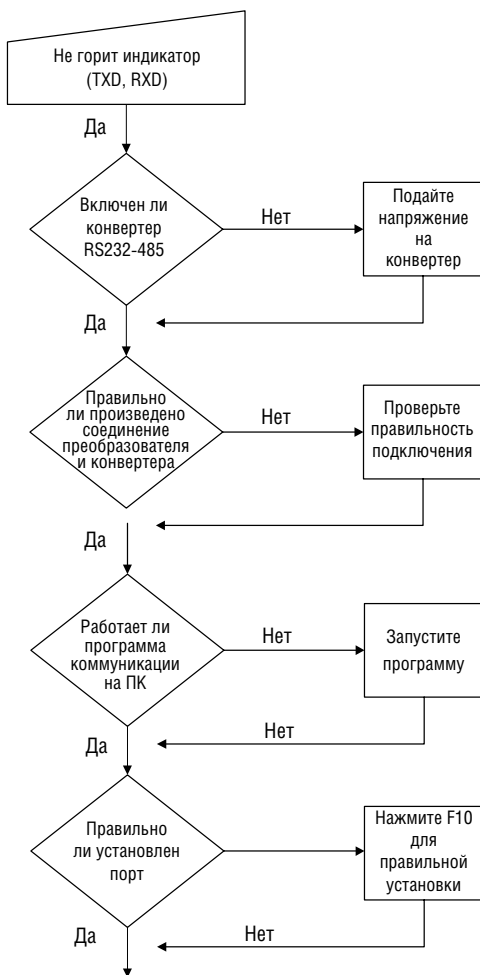 Не горит индикатор
(TXD, RXD)
Да
Включен ли
конвертер
RS232-485
Нет
Подайте
напряжение
на
конвертер
Да
Правильно
ли произведено
соединение
преобразователя
и конвертера
Нет
Проверьте
правильность
подключения
Да
Работает ли
программа
коммуникации
на ПК
Нет
Запустите
программу
Да
Нет
Правильно
ли установлен
порт
Нажмите F10
для
правильной
установки
Да
Нет